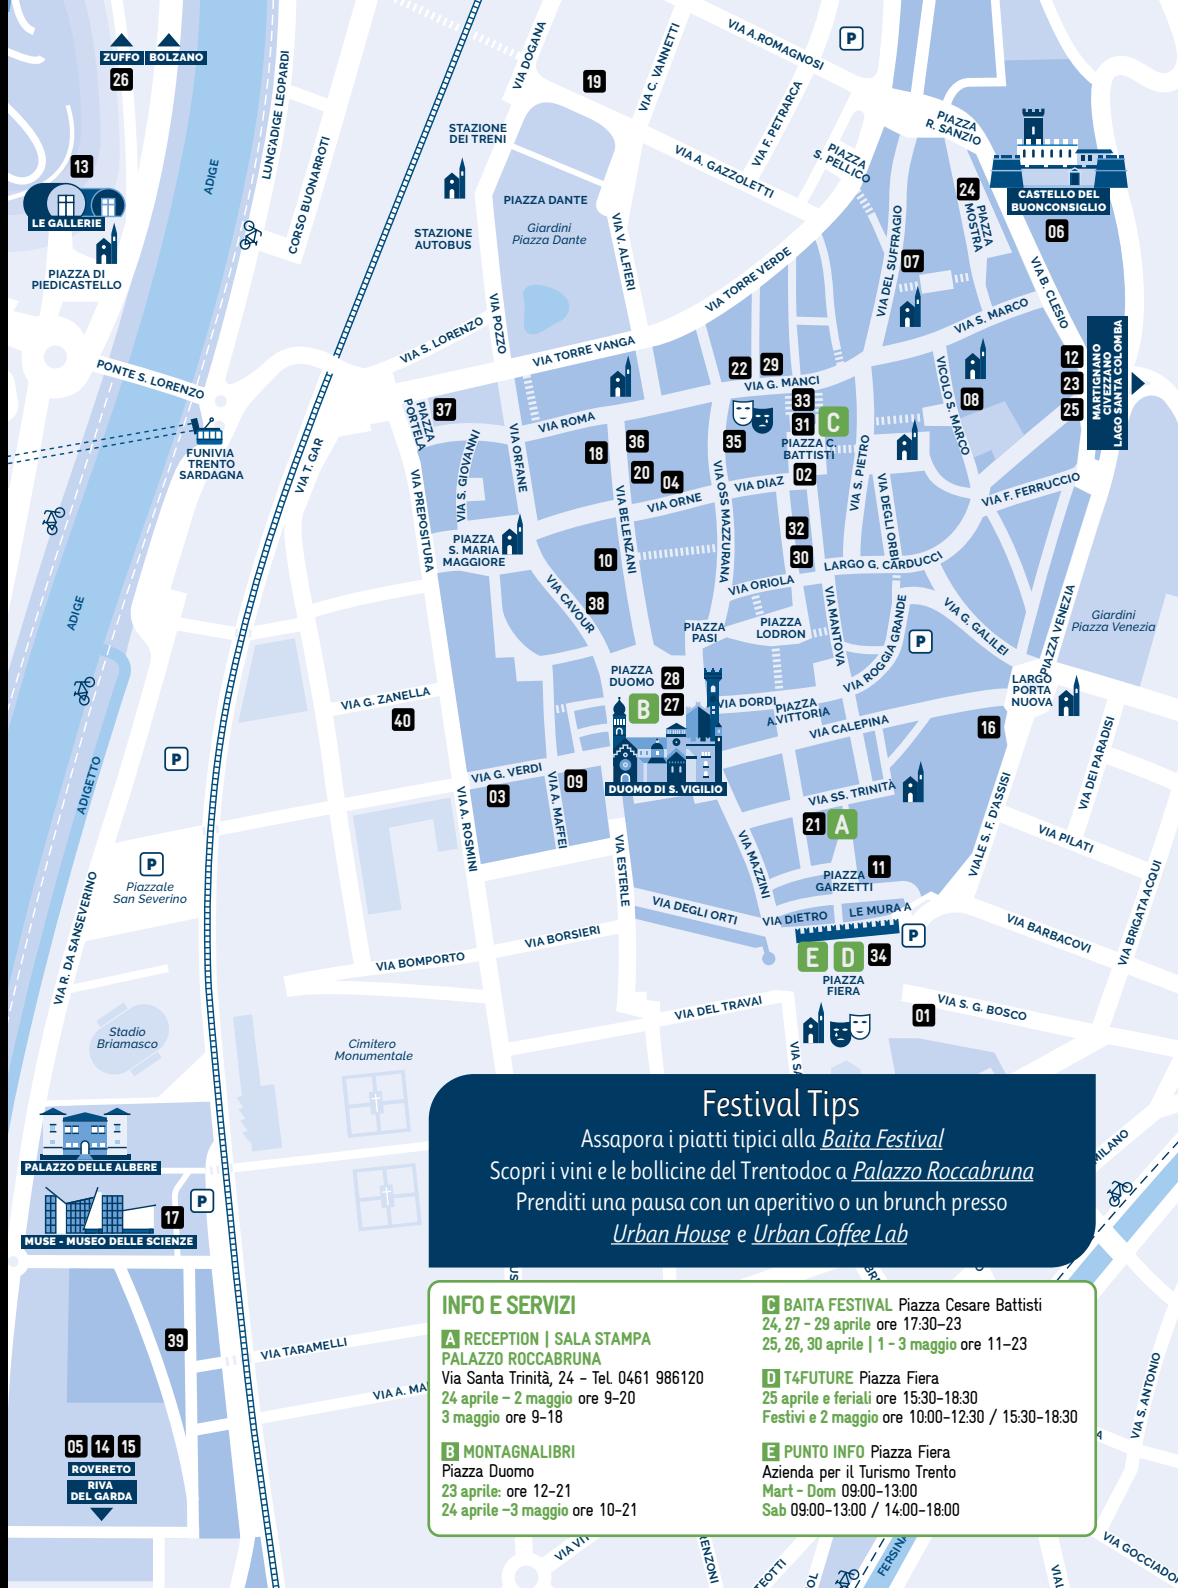 ZUFFO
BOLZANO
26
13
LE GALLERIE
PIAZZA DI
PIEDICASTELLO
ADIGE
LUNG'ADIGE LEOPARDI
CORSO BUONARROTI
STAZIONE
DEI TRENI
STAZIONE
AUTOBUS
VIA DOGANA
19
VIA C. VANNETTI
VIA A.ROMAGNOSI
P
VIA F. PETRARCA
VIA A. GAZZOLETTI
PIAZZA
S. PELLICO
PIAZZA
R. SANZIO
PIAZZA DANTE
Giardini
Piazza Dante
VIA V. ALFIERI
VIA TORRE VERDE
VIA DEL SUFFRAGIO
24
PIAZZA
MOSTRA
CASTELLO DEL
BUONCONSIGLIO
06
07
VIA B. CLESIO
VIA S. MARCO
VIA POZZO
VIA S. LORENZO
VIA TORRE VANGA
PONTE S. LORENZO
FUNIVIA
TRENTO
SARDAGNA
VIA T. GAR
12
23
25
MARTIGNANO
CIVEZZANO
LAGO SANTA COLOMBA
22
29
VIA G. MANCI
33
31
C
PIAZZA C.
BATTISTI
35
02
VICOLO S. MARCO
08
37
PIAZZA
PORTELA
VIA ROMA
VIA S. GIOVANNI
VIA ORFANE
VIA PREPOSITURA
18
36
20
04
VIA ORNE
VIA DIAZ
VIA OSS MAZZURANA
VIA BELENZANI
VIA S. PIETRO
VIA DEGLI ORBI
VIA F. FERRUCCIO
32
30
LARGO G. CARDUCCI
PIAZZA
S. MARIA
MAGGIORE
10
38
VIA CAVOUR
VIA ORIOLA
VIA MANTOVA
VIA ROGGIA GRANDE
VIA G. GALILEI
PIAZZA VENEZIA
Giardini
Piazza Venezia
PIAZZA
PASI
PIAZZA
LODRON
P
PIAZZA
DUOMO
28
B
27
DUOMO DI S. VIGILIO
VIA DORDI
PIAZZA
A.VITTORIA
VIA CALEPINA
LARGO
PORTA
NUOVA
16
ADIGE
ADIGETTO
VIA G. ZANELLA
40
P
P
Piazzale
San Severino
VIA R. DA SANSEVERINO
VIA G. VERDI
03
VIA A. ROSMINI
VIA A. MAFFEI
09
VIA ESTERLE
VIA MAZZINI
VIA SS. TRINITÀ
21
A
11
PIAZZA
GARZETTI
VIALE S. F. D'ASSISI
VIA DEI PARADISI
VIA PILATI
VIA BRIGATA ACQUI
VIA BARBACOVI
VIA DEGLI ORTI
VIA DIETRO
LE MURA A
P
E
D
34
PIAZZA
FIERA
VIA BORSIERI
VIA BOMPORTO
VIA DEL TRAVAI
01
VIA S. G. BOSCO
Stadio
Briamasco
Cimitero
Monumentale
VIA SA
PALAZZO DELLE ALBERE
P
17
MUSE - MUSEO DELLE SCIENZE
MILANO
Festival Tips
Assapora i piatti tipici alla Baita Festival
Scopri i vini e le bollicine del Trentodoc a Palazzo Roccabruna
Prenditi una pausa con un aperitivo o un brunch presso
Urban House e Urban Coffee Lab
39
VIA TARAMELLI
VIA A. MA
05 14 15
ROVERETO
RIVA
DEL GARDA
INFO E SERVIZI
A RECEPTION | SALA STAMPA
PALAZZO ROCCABRUNA
Via Santa Trinità, 24 - Tel. 0461 986120
24 aprile – 2 maggio ore 9-20
3 maggio ore 9-18
B MONTAGNALIBRI
Piazza Duomo
23 aprile: ore 12-21
24 aprile –3 maggio ore 10-21
C BAITA FESTIVAL Piazza Cesare Battisti
24, 27 - 29 aprile ore 17:30–23
25, 26, 30 aprile | 1 - 3 maggio ore 11–23
D T4FUTURE Piazza Fiera
25 aprile e feriali ore 15:30-18:30
Festivi e 2 maggio ore 10:00-12:30 / 15:30-18:30
E PUNTO INFO Piazza Fiera
Azienda per il Turismo Trento
Mart - Dom 09:00-13:00
Sab 09:00-13:00 / 14:00-18:00
VIA S. ANTONIO
VIA VIT
RENZONI
EOTTI
FERSINA
VIAL
VIA GOCCIADOR